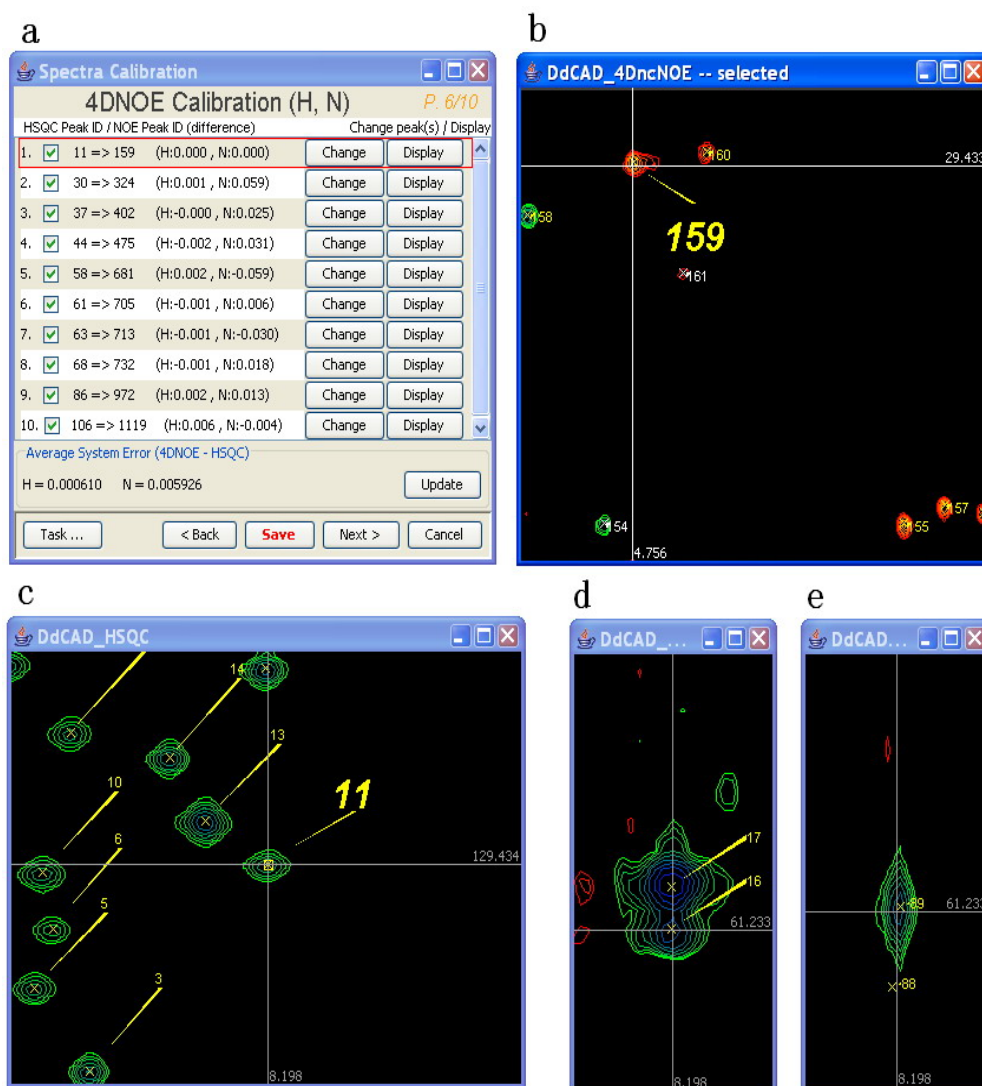 a
Spectra Calibration
4DNOE Calibration (H, N) P. 6/10
HSQC Peak ID / NOE Peak ID (difference) Change peak(s) / Display
1. 11 => 159 (H:0.000 , N:0.000) Change Display
2. 30 => 324 (H:0.001 , N:0.059) Change Display
3. 37 => 402 (H:-0.000 , N:0.025) Change Display
4. 44 => 475 (H:-0.002 , N:0.031) Change Display
5. 58 => 681 (H:0.002 , N:-0.059) Change Display
6. 61 => 705 (H:-0.001 , N:0.006) Change Display
7. 63 => 713 (H:-0.001 , N:-0.030) Change Display
8. 68 => 732 (H:-0.001 , N:0.018) Change Display
9. 86 => 972 (H:0.002 , N:0.013) Change Display
10. 106 => 1119 (H:0.006 , N:-0.004) Change Display
Average System Error (4DNOE - HSQC)
H = 0.000610 N = 0.005926 Update
Task ... < Back Save Next > Cancel
b
DdCAD_4DncNOE -- selected
160
29.433
158
159
161
54
55
57
4.756
c
DdCAD_HSQC
14
13
10
11
6
129.434
5
3
8.198
d
DdCAD_...
17
16
61.233
8.198
e
DdCAD...
89
61.233
88
8.198